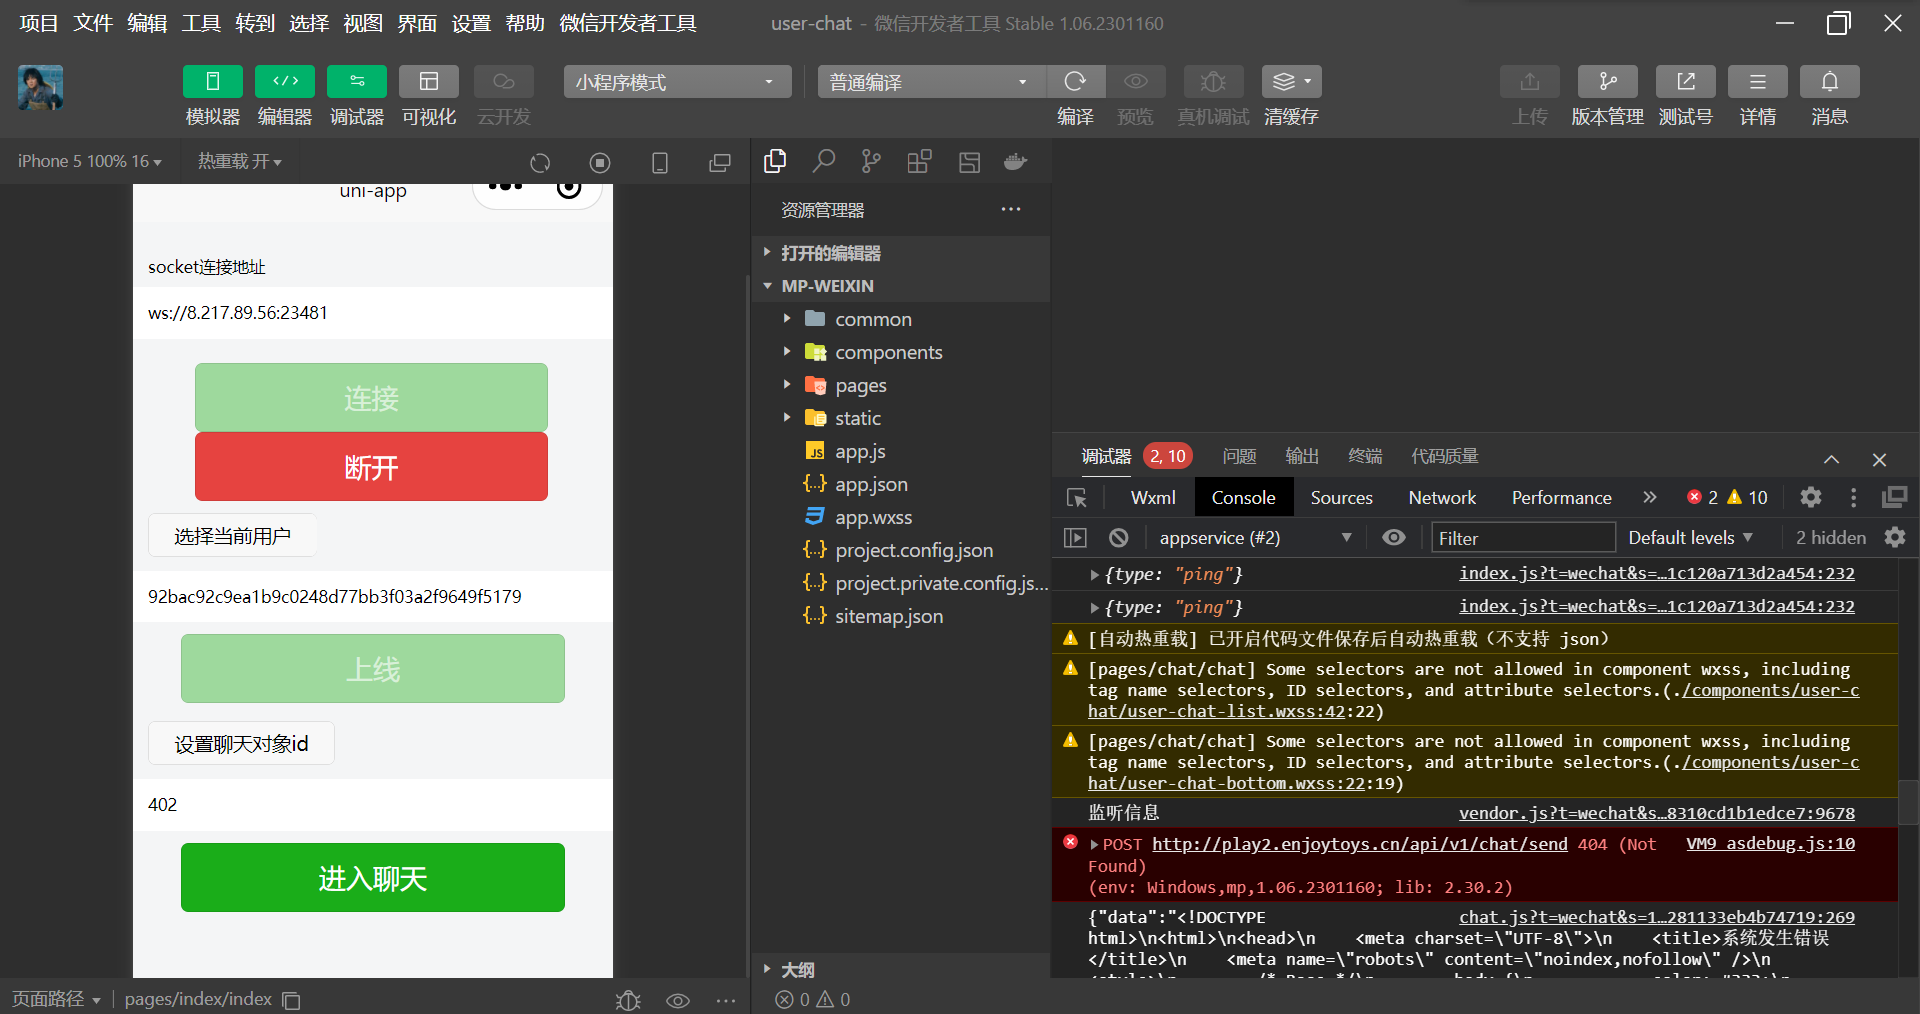 项目 文件 编辑 工具 转到 选择 视图 界面 设置 帮助 微信开发者工具 user-chat - 微信开发者工具 Stable 1.06.2301160
小程序模式 普通编译
模拟器 编辑器 调试器 可视化 云开发 编译 预览 真机调试 清缓存 上传 版本管理 测试号 详情 消息
iPhone 5 100% 16 热重载 开
uni-app
socket连接地址
ws://8.217.89.56:23481
连接
断开
选择当前用户
92bac92c9ea1b9c0248d77bb3f03a2f9649f5179
上线
设置聊天对象id
402
进入聊天
页面路径 pages/index/index
资源管理器
打开的编辑器
MP-WEIXIN
common
components
pages
static
app.js
app.json
app.wxss
project.config.json
project.private.config.js...
sitemap.json
大纲
0 0
调试器 2, 10 问题 输出 终端 代码质量
Wxml Console Sources Network Performance 2 10
appservice (#2) Filter Default levels 2 hidden
{type: "ping"} index.js?t=wechat&s=…1c120a713d2a454:232
{type: "ping"} index.js?t=wechat&s=…1c120a713d2a454:232
[自动热重载] 已开启代码文件保存后自动热重载（不支持 json）
[pages/chat/chat] Some selectors are not allowed in component wxss, including
tag name selectors, ID selectors, and attribute selectors.(./components/user-c
hat/user-chat-list.wxss:42:22)
[pages/chat/chat] Some selectors are not allowed in component wxss, including
tag name selectors, ID selectors, and attribute selectors.(./components/user-c
hat/user-chat-bottom.wxss:22:19)
监听信息 vendor.js?t=wechat&s…8310cd1b1edce7:9678
POST http://play2.enjoytoys.cn/api/v1/chat/send 404 (Not VM9 asdebug.js:10
Found)
(env: Windows,mp,1.06.2301160; lib: 2.30.2)
{"data":"<!DOCTYPE chat.js?t=wechat&s=1…281133eb4b74719:269
html>\n<html>\n<head>\n    <meta charset=\"UTF-8\">\n    <title>系统发生错误
</title>\n    <meta name=\"robots\" content=\"noindex,nofollow\" />\n